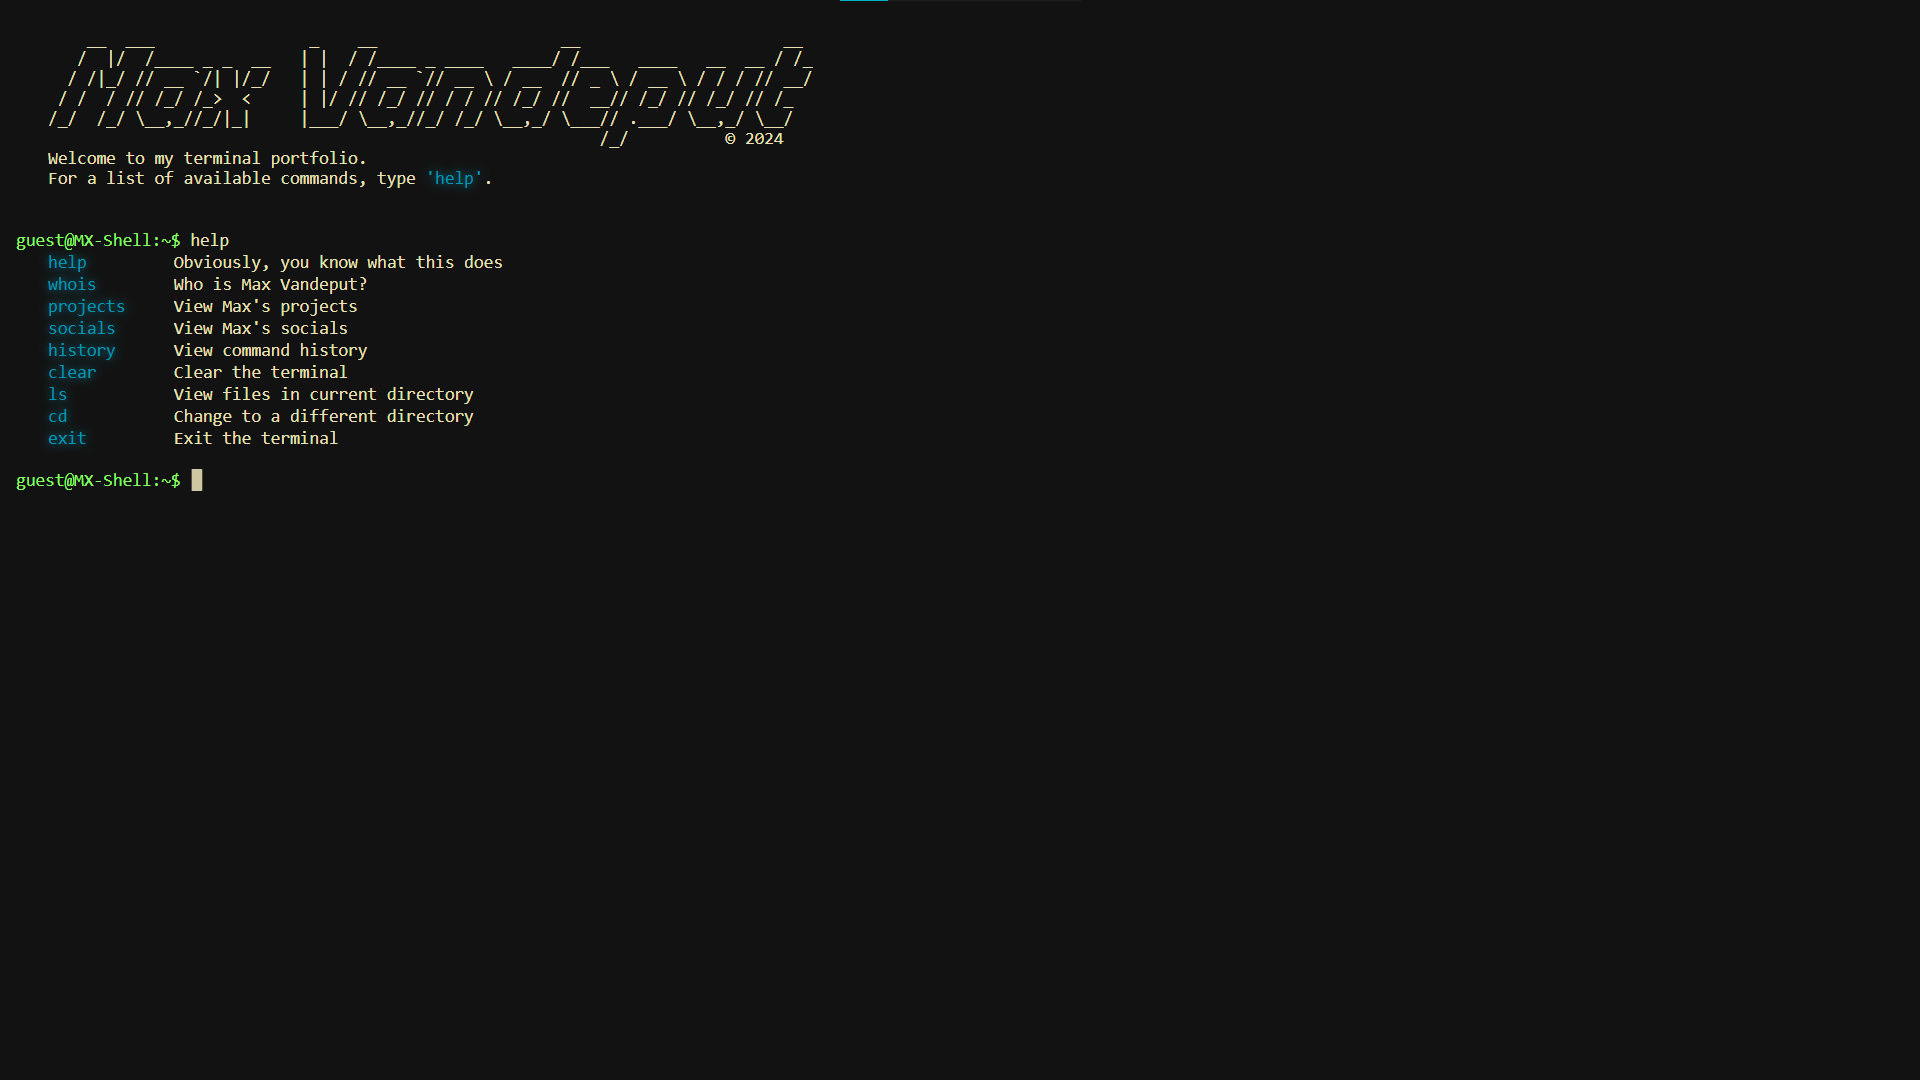 Max Vandeput
© 2024
Welcome to my terminal portfolio.
For a list of available commands, type 'help'.
guest@MX-Shell:~$ help
help Obviously, you know what this does
whois Who is Max Vandeput?
projects View Max's projects
socials View Max's socials
history View command history
clear Clear the terminal
ls View files in current directory
cd Change to a different directory
exit Exit the terminal
guest@MX-Shell:~$